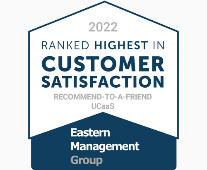 2022
RANKED HIGHEST IN
CUSTOMER
SATISFACTION
RECOMMEND-TO-A-FRIEND
UCaaS
Eastern
Management
Group